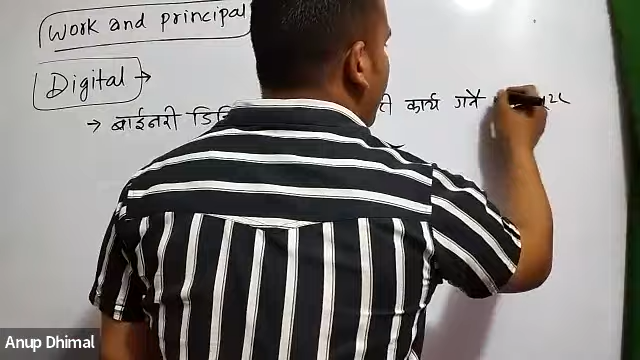 Work and principal
Digital →
→ बाईनरी डिजि ती कार्य गर्ने
Anup Dhimal